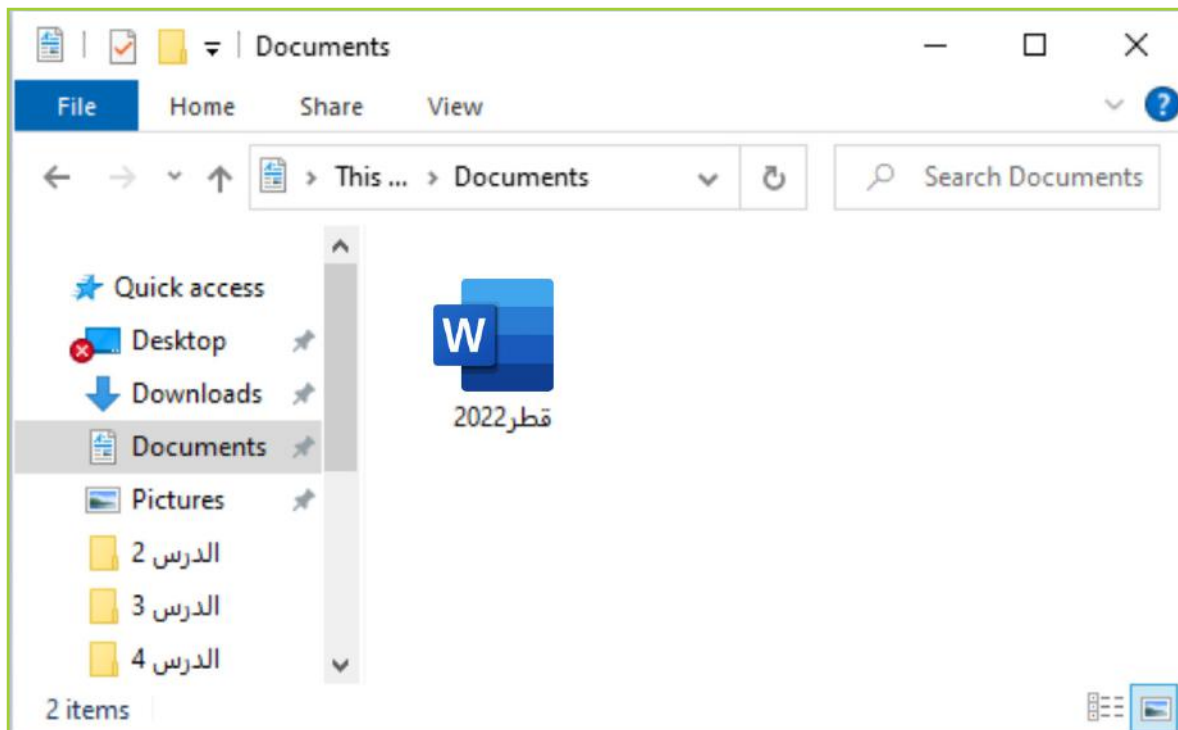 Documents
File Home Share View
This ... Documents Search Documents
Quick access
Desktop
Downloads
Documents
Pictures
الدرس 2
الدرس 3
الدرس 4
W
قطر2022
2 items